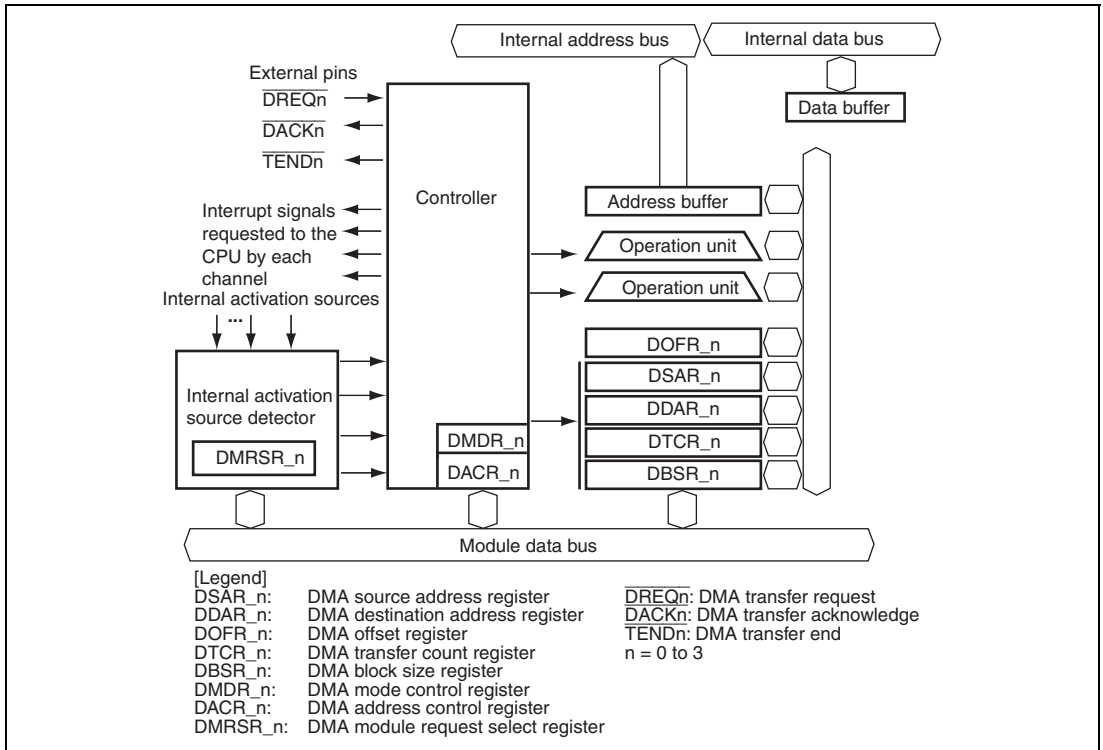 Internal address bus
Internal data bus
External pins
DREQn
DACKn
TENDn
Data buffer
Controller
Address buffer
Interrupt signals
requested to the
CPU by each
channel
Operation unit
Operation unit
Internal activation sources
...
DOFR_n
DSAR_n
Internal activation
source detector
DDAR_n
DMDR_n
DTCR_n
DMRSR_n
DACR_n
DBSR_n
Module data bus
[Legend]
DSAR_n: DMA source address register
DDAR_n: DMA destination address register
DOFR_n: DMA offset register
DTCR_n: DMA transfer count register
DBSR_n: DMA block size register
DMDR_n: DMA mode control register
DACR_n: DMA address control register
DMRSR_n: DMA module request select register
DREQn: DMA transfer request
DACKn: DMA transfer acknowledge
TENDn: DMA transfer end
n = 0 to 3